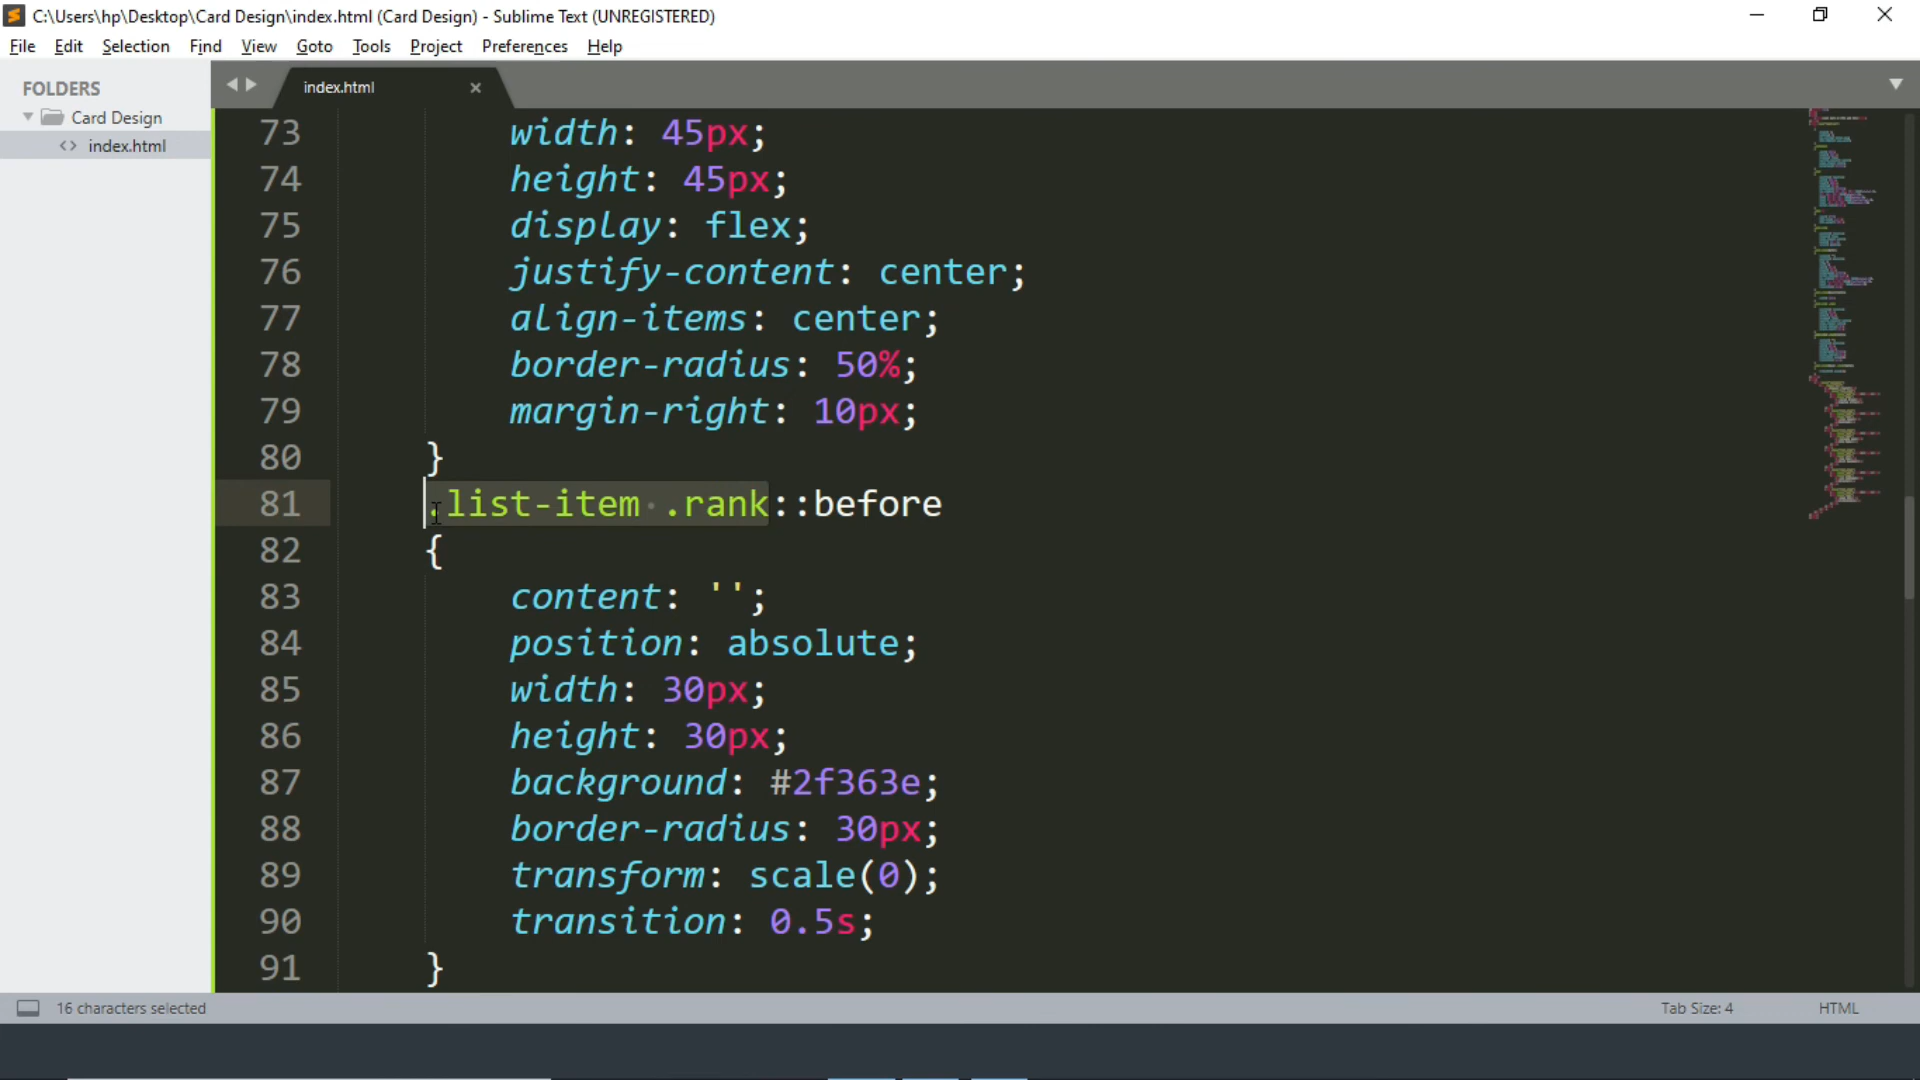 C:\Users\hp\Desktop\Card Design\index.html (Card Design) - Sublime Text (UNREGISTERED)
File Edit Selection Find View Goto Tools Project Preferences Help
FOLDERS
Card Design
<> index.html
index.html ×
73 width: 45px;
74 height: 45px;
75 display: flex;
76 justify-content: center;
77 align-items: center;
78 border-radius: 50%;
79 margin-right: 10px;
80 }
81 .list-item .rank::before
82 {
83 content: '';
84 position: absolute;
85 width: 30px;
86 height: 30px;
87 background: #2f363e;
88 border-radius: 30px;
89 transform: scale(0);
90 transition: 0.5s;
91 }
16 characters selected
Tab Size: 4
HTML